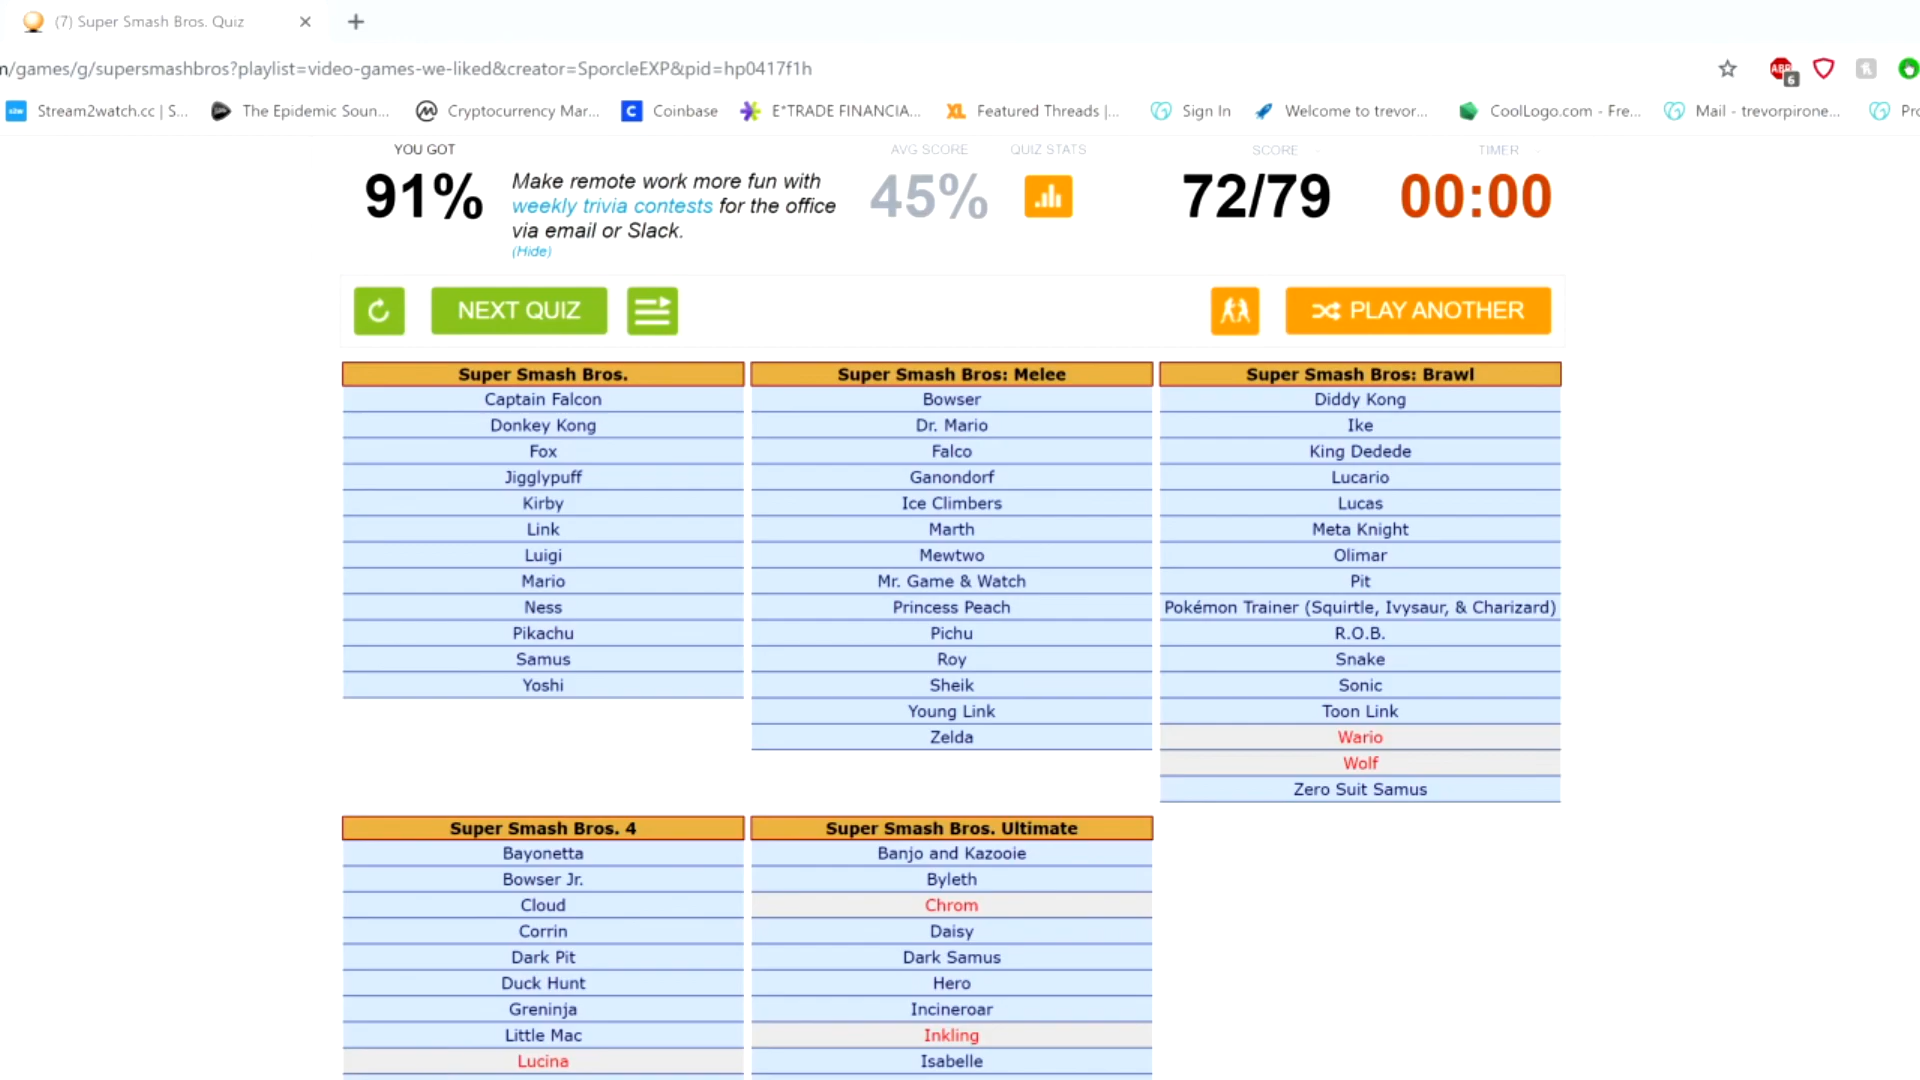 (7) Super Smash Bros. Quiz
/games/g/supersmashbros?playlist=video-games-we-liked&creator=SporcleEXP&pid=hp0417f1h
ABP
6
Stream2watch.cc | S...
The Epidemic Soun...
Cryptocurrency Mar...
Coinbase
E*TRADE FINANCIA...
XL
Featured Threads |...
Sign In
Welcome to trevor...
CoolLogo.com - Fre...
Mail - trevorpirone...
Pro
YOU GOT
91%
Make remote work more fun with
weekly trivia contests for the office
via email or Slack.
(Hide)
AVG SCORE
45%
QUIZ STATS
SCORE
72/79
TIMER
00:00
NEXT QUIZ
PLAY ANOTHER
Super Smash Bros.
Captain Falcon
Donkey Kong
Fox
Jigglypuff
Kirby
Link
Luigi
Mario
Ness
Pikachu
Samus
Yoshi
Super Smash Bros: Melee
Bowser
Dr. Mario
Falco
Ganondorf
Ice Climbers
Marth
Mewtwo
Mr. Game & Watch
Princess Peach
Pichu
Roy
Sheik
Young Link
Zelda
Super Smash Bros: Brawl
Diddy Kong
Ike
King Dedede
Lucario
Lucas
Meta Knight
Olimar
Pit
Pokémon Trainer (Squirtle, Ivysaur, & Charizard)
R.O.B.
Snake
Sonic
Toon Link
Wario
Wolf
Zero Suit Samus
Super Smash Bros. 4
Bayonetta
Bowser Jr.
Cloud
Corrin
Dark Pit
Duck Hunt
Greninja
Little Mac
Lucina
Super Smash Bros. Ultimate
Banjo and Kazooie
Byleth
Chrom
Daisy
Dark Samus
Hero
Incineroar
Inkling
Isabelle